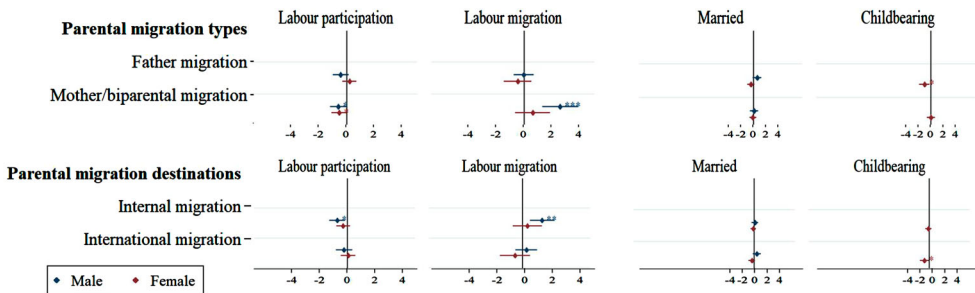 Labour participation Labour migration Married Childbearing
Parental migration types
Father migration
*
Mother/biparental migration
* ***
*
-4 -2 0 2 4 -4 -2 0 2 4 -4 -2 0 2 4 -4 -2 0 2 4
Labour participation Labour migration Married Childbearing
Parental migration destinations
Internal migration
* **
International migration
*
Male Female
-4 -2 0 2 4 -4 -2 0 2 4 -4 -2 0 2 4 -4 -2 0 2 4